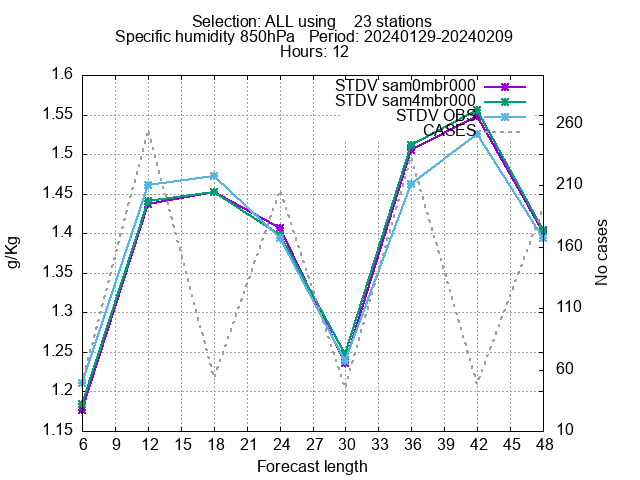 Selection: ALL using    23 stations
Specific humidity 850hPa   Period: 20240129-20240209
Hours: 12
STDV sam0mbr000
STDV sam4mbr000
STDV OBS
CASES
1.6
1.55
1.5
1.45
1.4
1.35
1.3
1.25
1.2
1.15
g/Kg
260
210
160
110
60
10
No cases
6 9 12 15 18 21 24 27 30 33 36 39 42 45 48
Forecast length